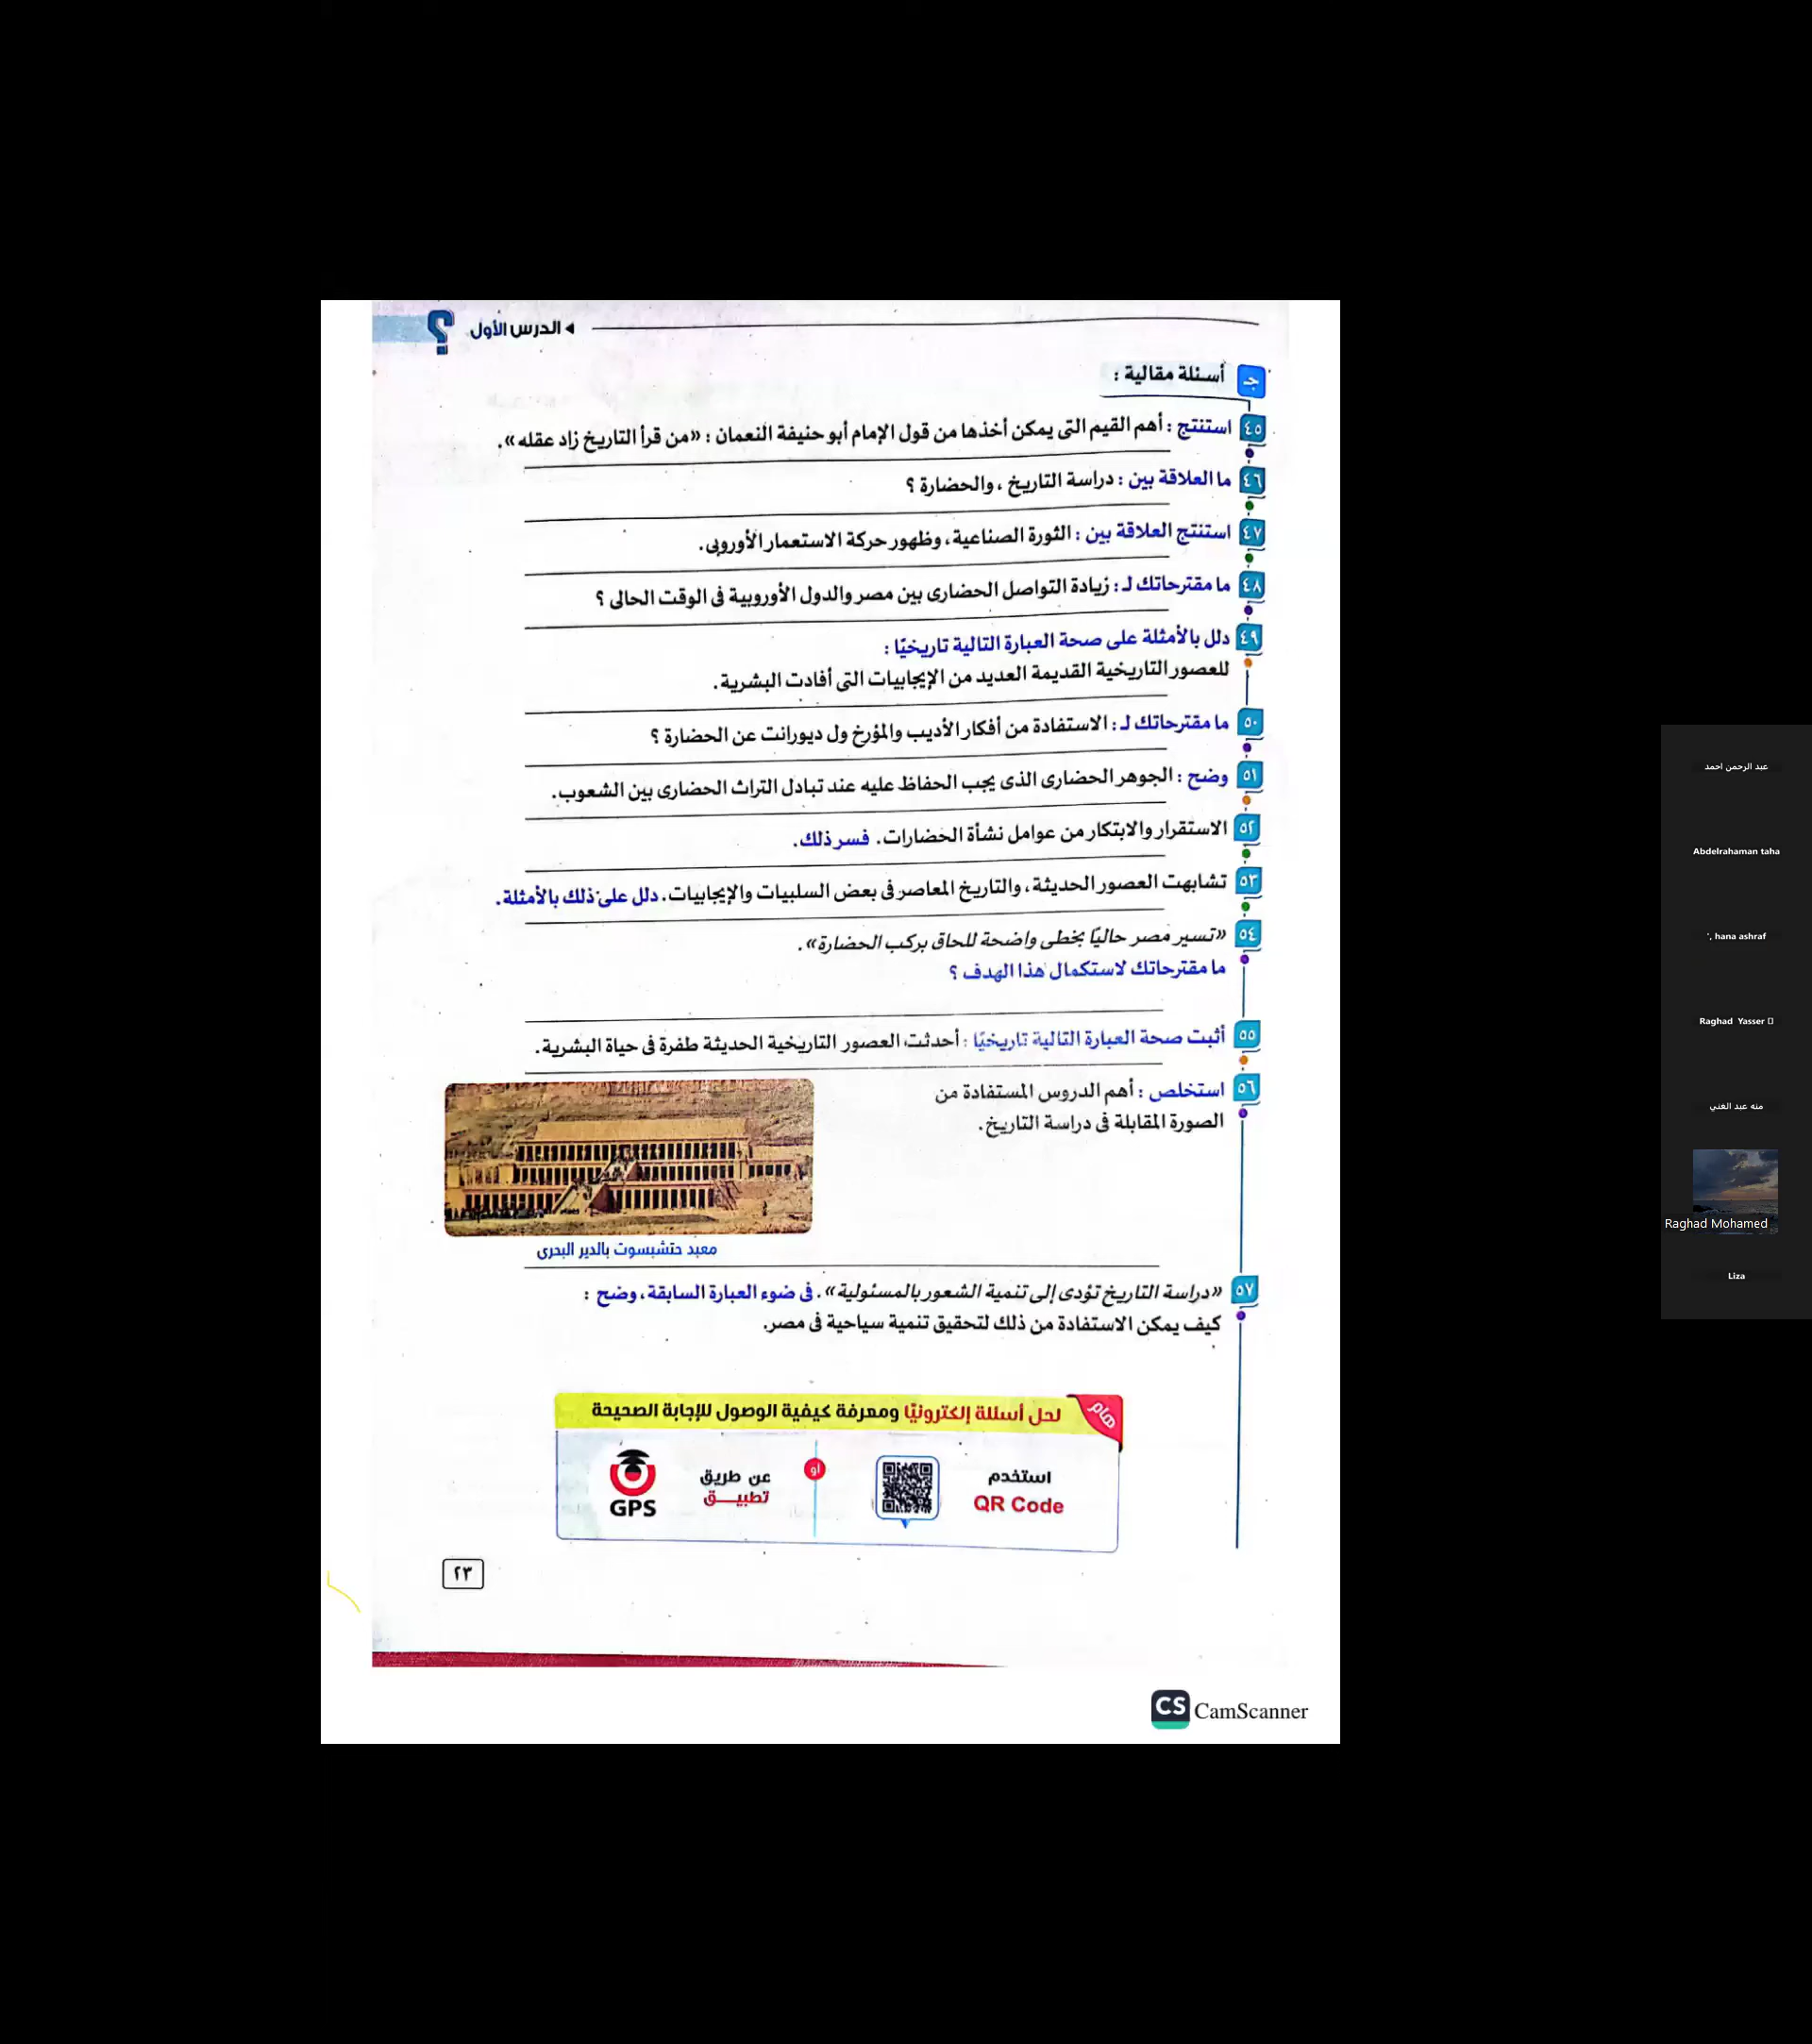 ◂ الدرس الأول
؟
جـ أسئلة مقالية :
٤٥ استنتج : أهم القيم التى يمكن أخذها من قول الإمام أبو حنيفة النعمان : «من قرأ التاريخ زاد عقله».
٤٦ ما العلاقة بين : دراسة التاريخ ، والحضارة ؟
٤٧ استنتج العلاقة بين : الثورة الصناعية، وظهور حركة الاستعمار الأوروبى.
٤٨ ما مقترحاتك لـ : زيادة التواصل الحضارى بين مصر والدول الأوروبية فى الوقت الحالى ؟
٤٩ دلل بالأمثلة على صحة العبارة التالية تاريخيًا :
للعصور التاريخية القديمة العديد من الإيجابيات التى أفادت البشرية.
٥٠ ما مقترحاتك لـ : الاستفادة من أفكار الأديب والمؤرخ ول ديورانت عن الحضارة ؟
٥١ وضح : الجوهر الحضارى الذى يجب الحفاظ عليه عند تبادل التراث الحضارى بين الشعوب.
٥٢ الاستقرار والابتكار من عوامل نشأة الحضارات. فسر ذلك.
٥٣ تشابهت العصور الحديثة، والتاريخ المعاصر فى بعض السلبيات والإيجابيات. دلل على ذلك بالأمثلة.
٥٤ «تسير مصر حاليًا بخطى واضحة للحاق بركب الحضارة».
ما مقترحاتك لاستكمال هذا الهدف ؟
٥٥ أثبت صحة العبارة التالية تاريخيًا : أحدثت العصور التاريخية الحديثة طفرة فى حياة البشرية.
٥٦ استخلص : أهم الدروس المستفادة من
الصورة المقابلة فى دراسة التاريخ.
معبد حتشبسوت بالدير البحرى
٥٧ «دراسة التاريخ تؤدى إلى تنمية الشعور بالمسئولية». فى ضوء العبارة السابقة، وضح :
كيف يمكن الاستفادة من ذلك لتحقيق تنمية سياحية فى مصر.
هام
لحل أسئلة إلكترونيًا ومعرفة كيفية الوصول للإجابة الصحيحة
استخدم
QR Code
أو
عن طريق
تطبيــق
GPS
٢٣
CS CamScanner
عبد الرحمن احمد
Abdelrahaman taha
', hana ashraf
Raghad Yasser
منه عبد الغني
Raghad Mohamed
Liza